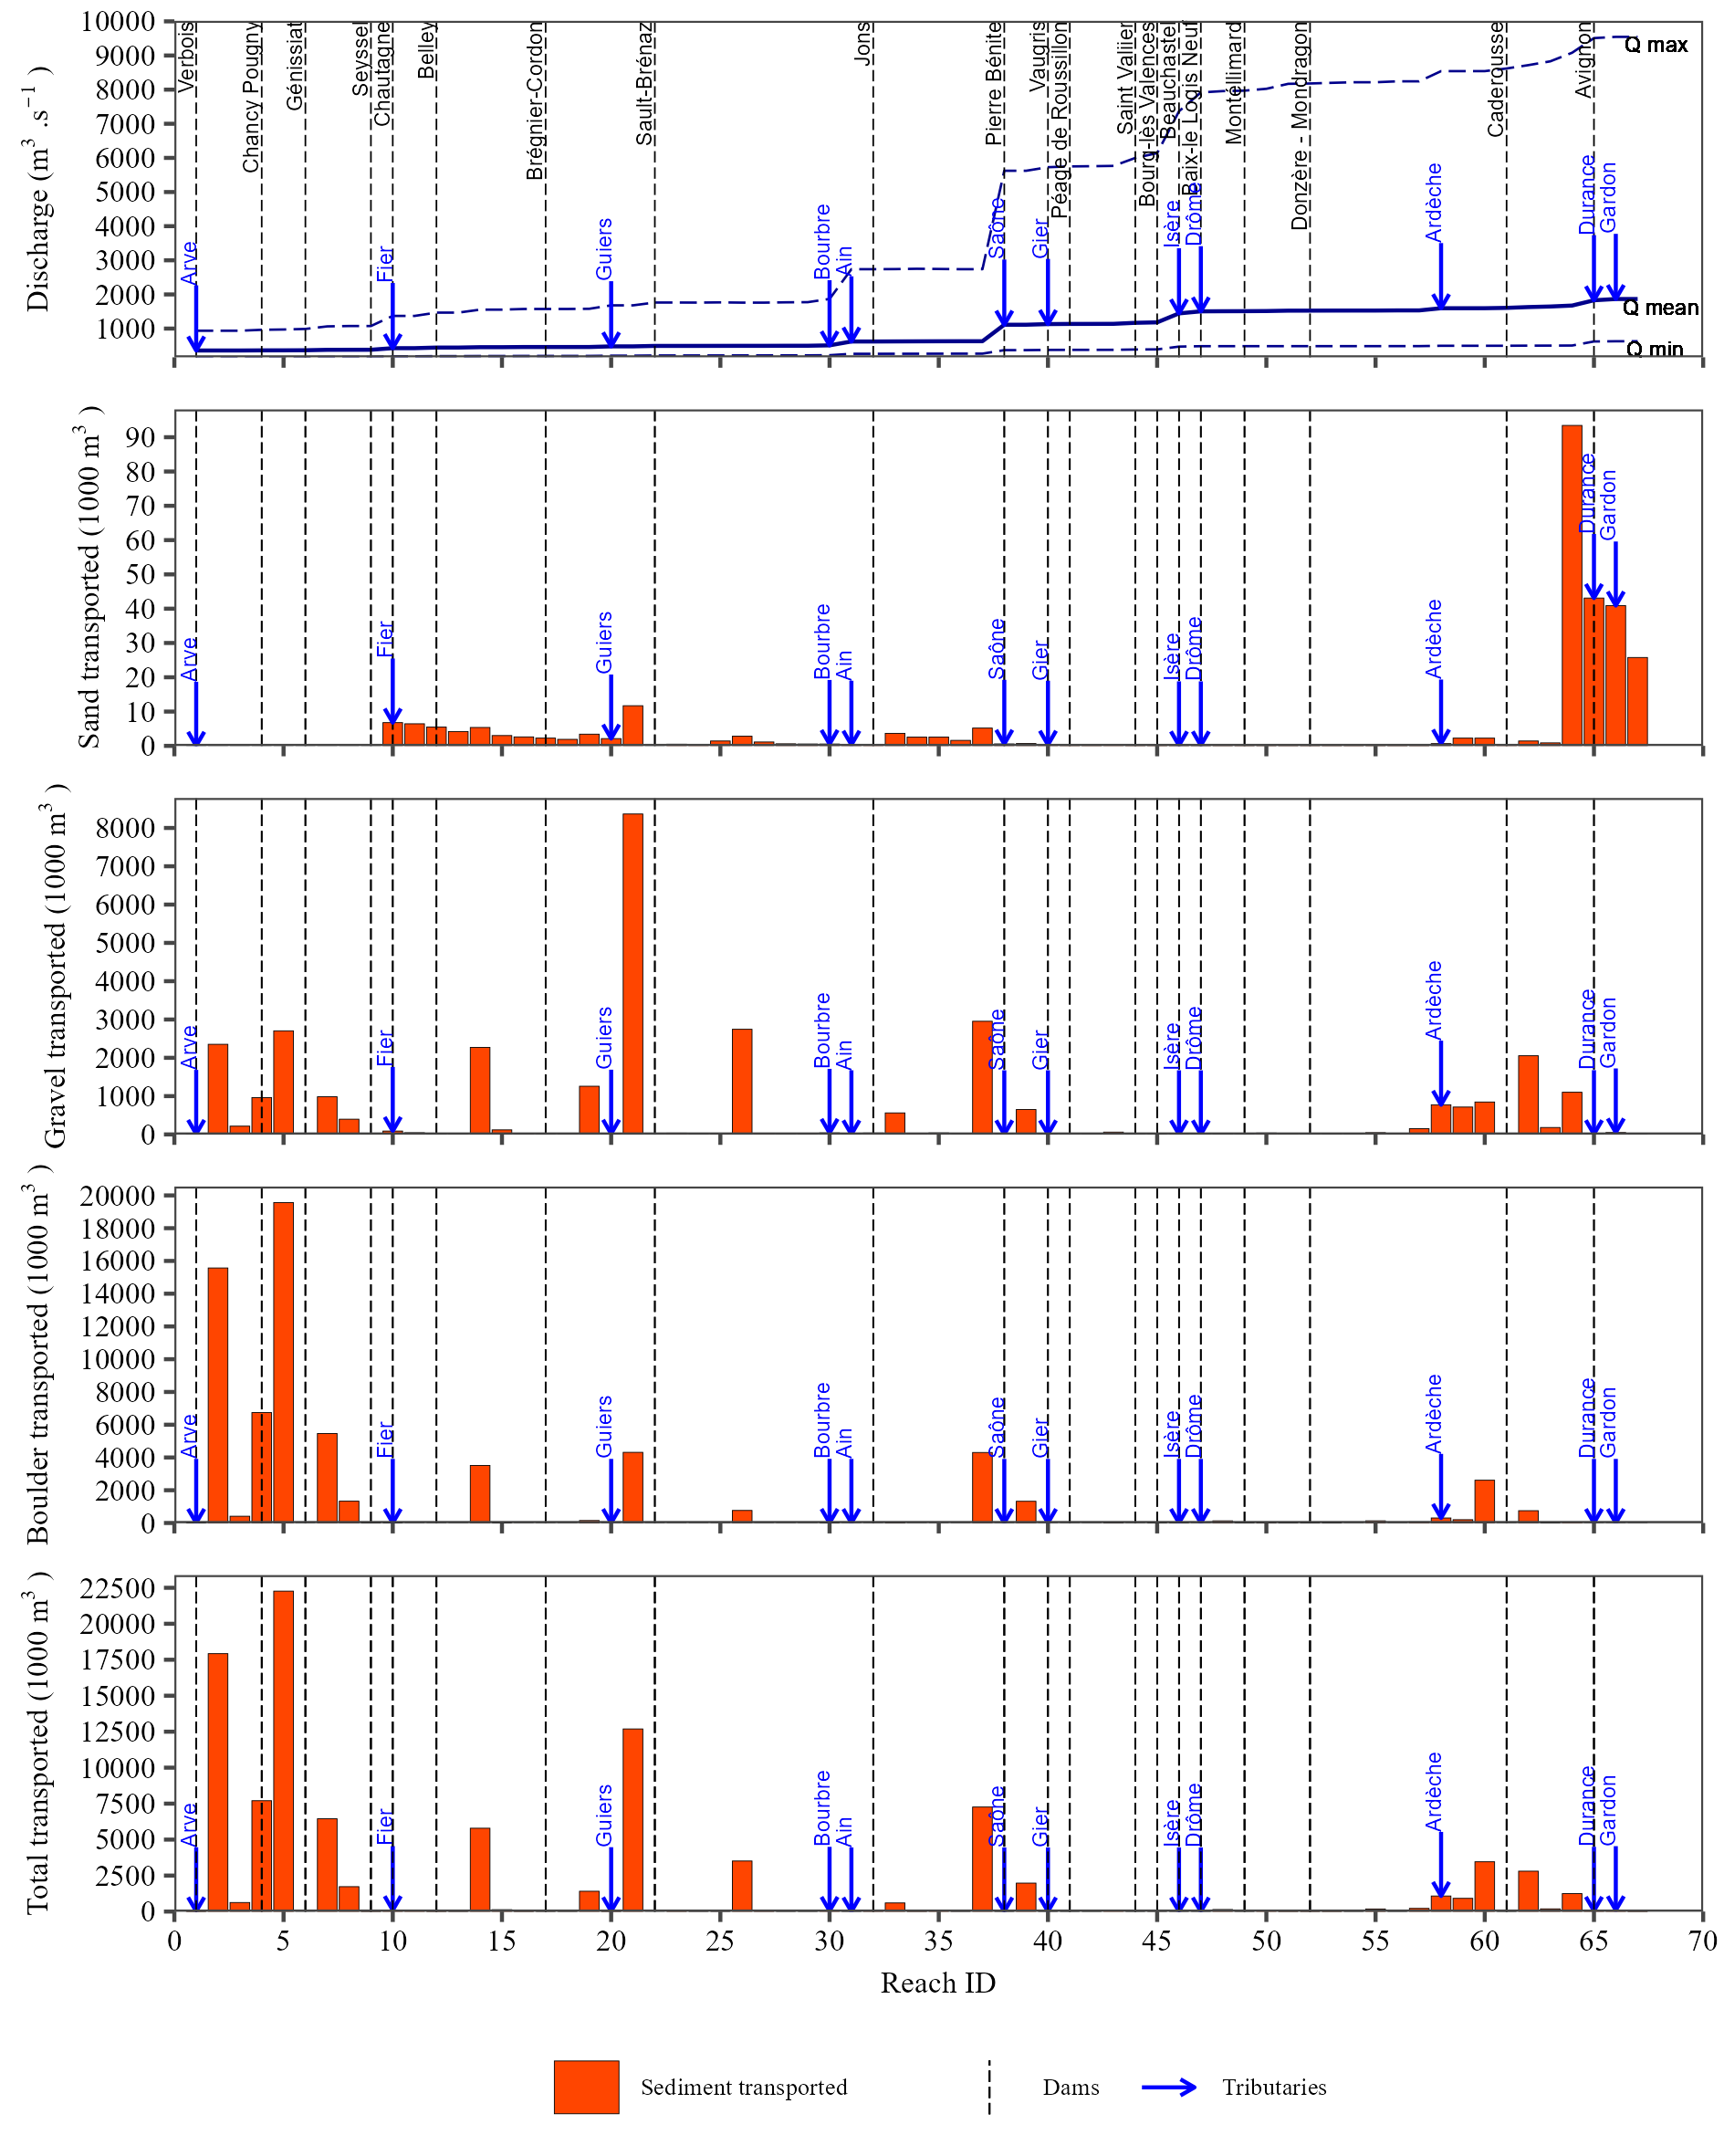 Discharge (m³ .s⁻¹ )
10000
9000
8000
7000
6000
5000
4000
3000
2000
1000
Verbois
Chancy Pougny
Génissiat
Seyssel
Chautagne
Belley
Brégnier-Cordon
Sault-Brénaz
Jons
Pierre Bénite
Vaugris
Péage de Roussillon
Saint Vallier
Bourg-lès Valences
Beauchastel
Baix-le Logis Neuf
Montélimard
Donzère - Mondragon
Caderousse
Avignon
Arve
Fier
Guiers
Bourbre
Ain
Saône
Gier
Isère
Drôme
Ardèche
Durance
Gardon
Q max
Q mean
Q min
Sand transported (1000 m³ )
90
80
70
60
50
40
30
20
10
0
Arve
Fier
Guiers
Bourbre
Ain
Saône
Gier
Isère
Drôme
Ardèche
Durance
Gardon
Gravel transported (1000 m³ )
8000
7000
6000
5000
4000
3000
2000
1000
0
Arve
Fier
Guiers
Bourbre
Ain
Saône
Gier
Isère
Drôme
Ardèche
Durance
Gardon
Boulder transported (1000 m³ )
20000
18000
16000
14000
12000
10000
8000
6000
4000
2000
0
Arve
Fier
Guiers
Bourbre
Ain
Saône
Gier
Isère
Drôme
Ardèche
Durance
Gardon
Total transported (1000 m³ )
22500
20000
17500
15000
12500
10000
7500
5000
2500
0
Arve
Fier
Guiers
Bourbre
Ain
Saône
Gier
Isère
Drôme
Ardèche
Durance
Gardon
0 5 10 15 20 25 30 35 40 45 50 55 60 65 70
Reach ID
Sediment transported Dams Tributaries